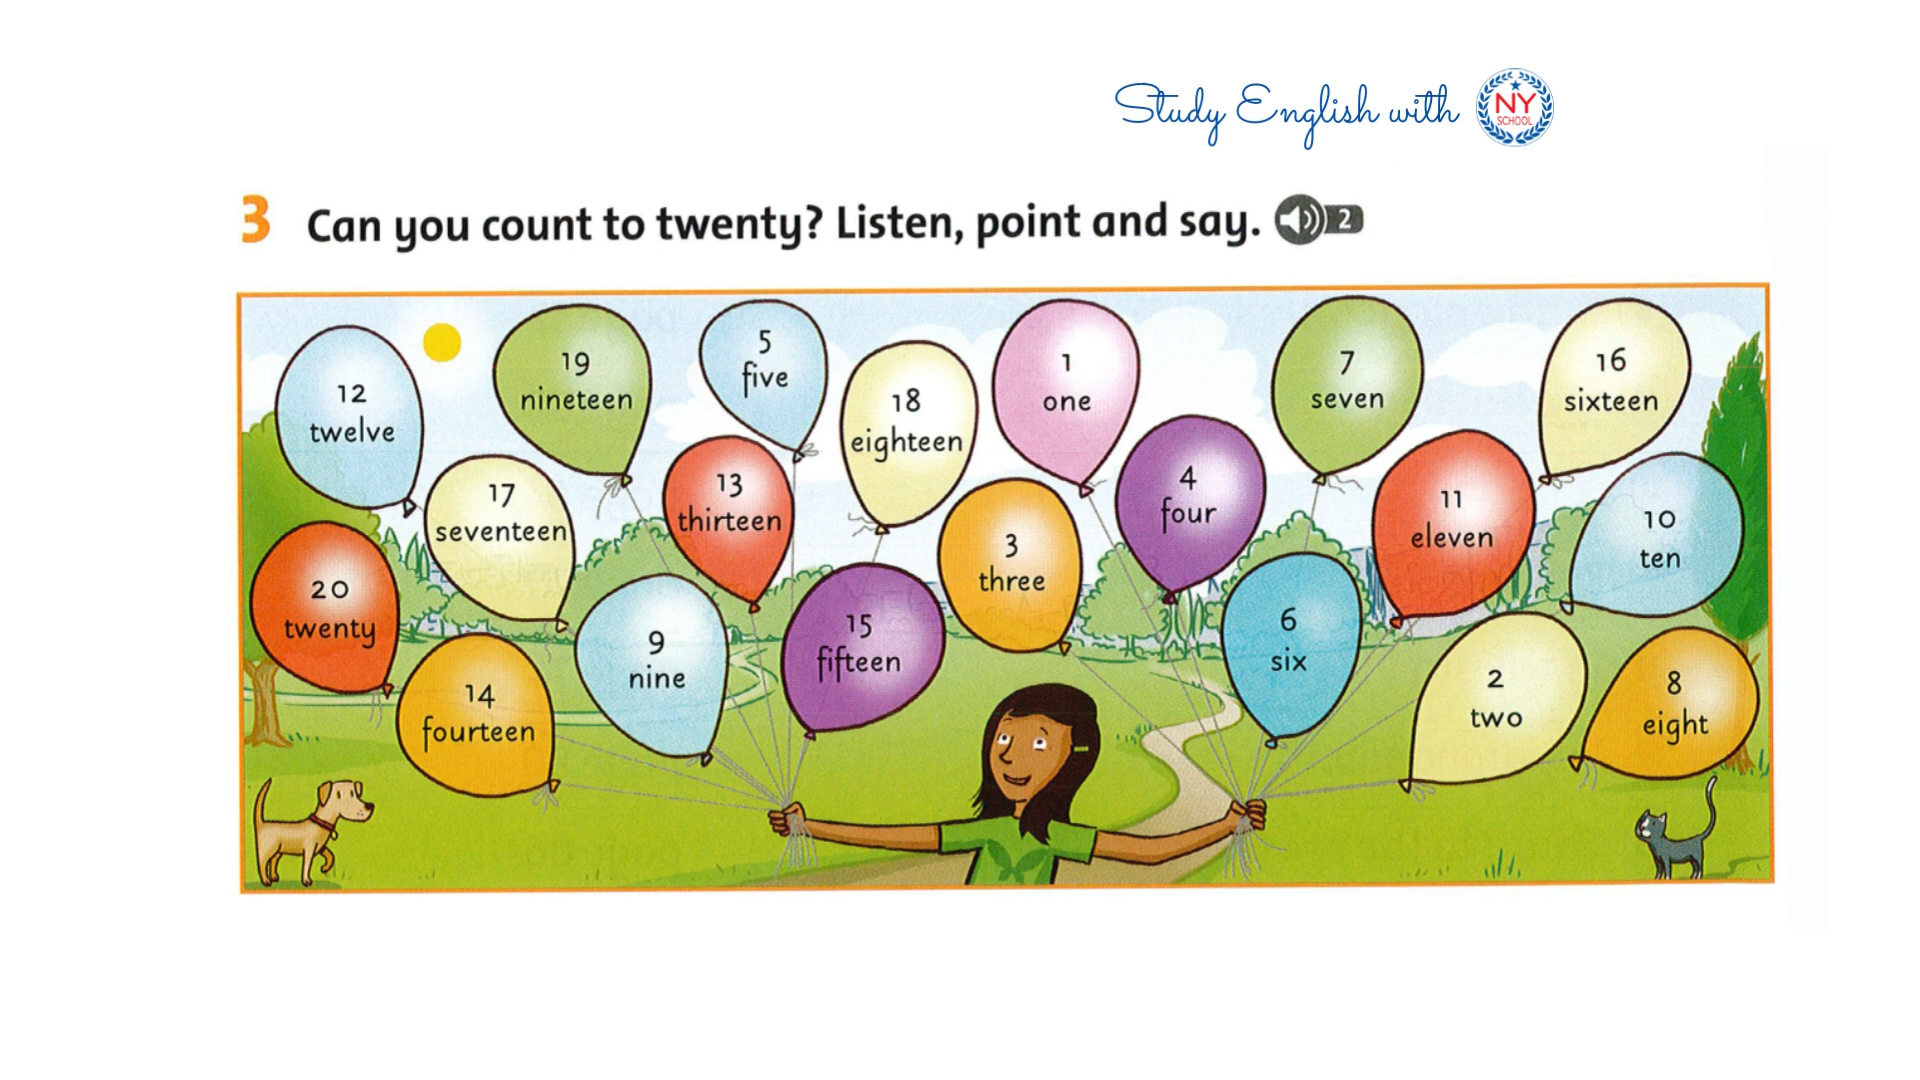 Study English with
NY
SCHOOL
3 Can you count to twenty? Listen, point and say. 2
12
twelve
19
nineteen
5
five
18
eighteen
1
one
7
seven
16
sixteen
17
seventeen
13
thirteen
4
four
11
eleven
10
ten
3
three
20
twenty
14
fourteen
9
nine
15
fifteen
6
six
2
two
8
eight